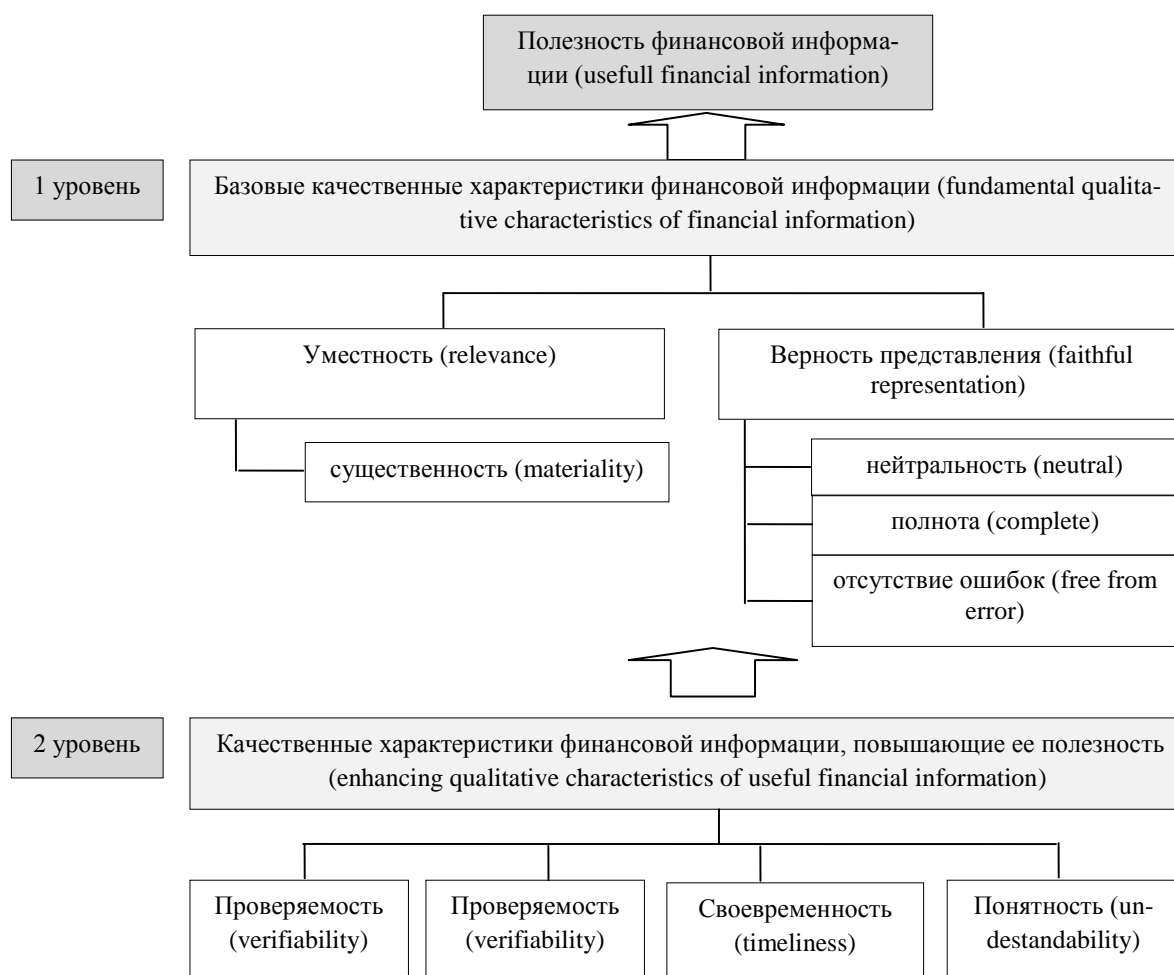 Полезность финансовой информа-
ции (usefull financial information)
1 уровень
Базовые качественные характеристики финансовой информации (fundamental qualita-
tive characteristics of financial information)
Уместность (relevance)
Верность представления (faithful
representation)
существенность (materiality)
нейтральность (neutral)
полнота (complete)
отсутствие ошибок (free from
error)
2 уровень
Качественные характеристики финансовой информации, повышающие ее полезность
(enhancing qualitative characteristics of useful financial information)
Проверяемость
(verifiability)
Проверяемость
(verifiability)
Своевременность
(timeliness)
Понятность (un-
destandability)